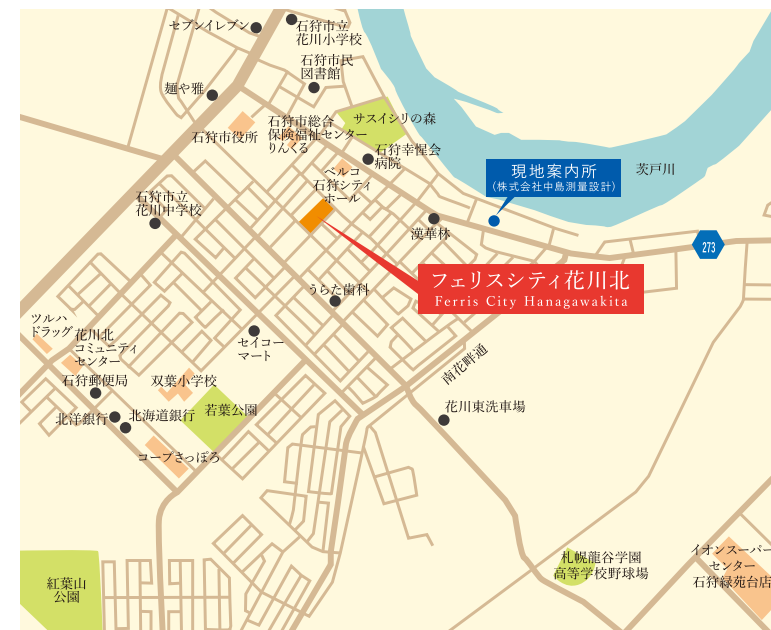 セブンイレブン
石狩市立
花川小学校
石狩市民
図書館
麺や雅
石狩市役所
石狩市総合
保険福祉センター
りんくる
サスイシリの森
石狩幸惺会
病院
ベルコ
石狩シティ
ホール
現地案内所
(株式会社中島測量設計)
茨戸川
石狩市立
花川中学校
漢華林
273
フェリスシティ花川北
Ferris City Hanagawakita
うらた歯科
ツルハ
ドラッグ
花川北
コミュニティ
センター
セイコー
マート
南花畔通
石狩郵便局
双葉小学校
北洋銀行
北海道銀行
若葉公園
花川東洗車場
コープさっぽろ
紅葉山
公園
札幌龍谷学園
高等学校野球場
イオンスーパー
センター
石狩緑苑台店